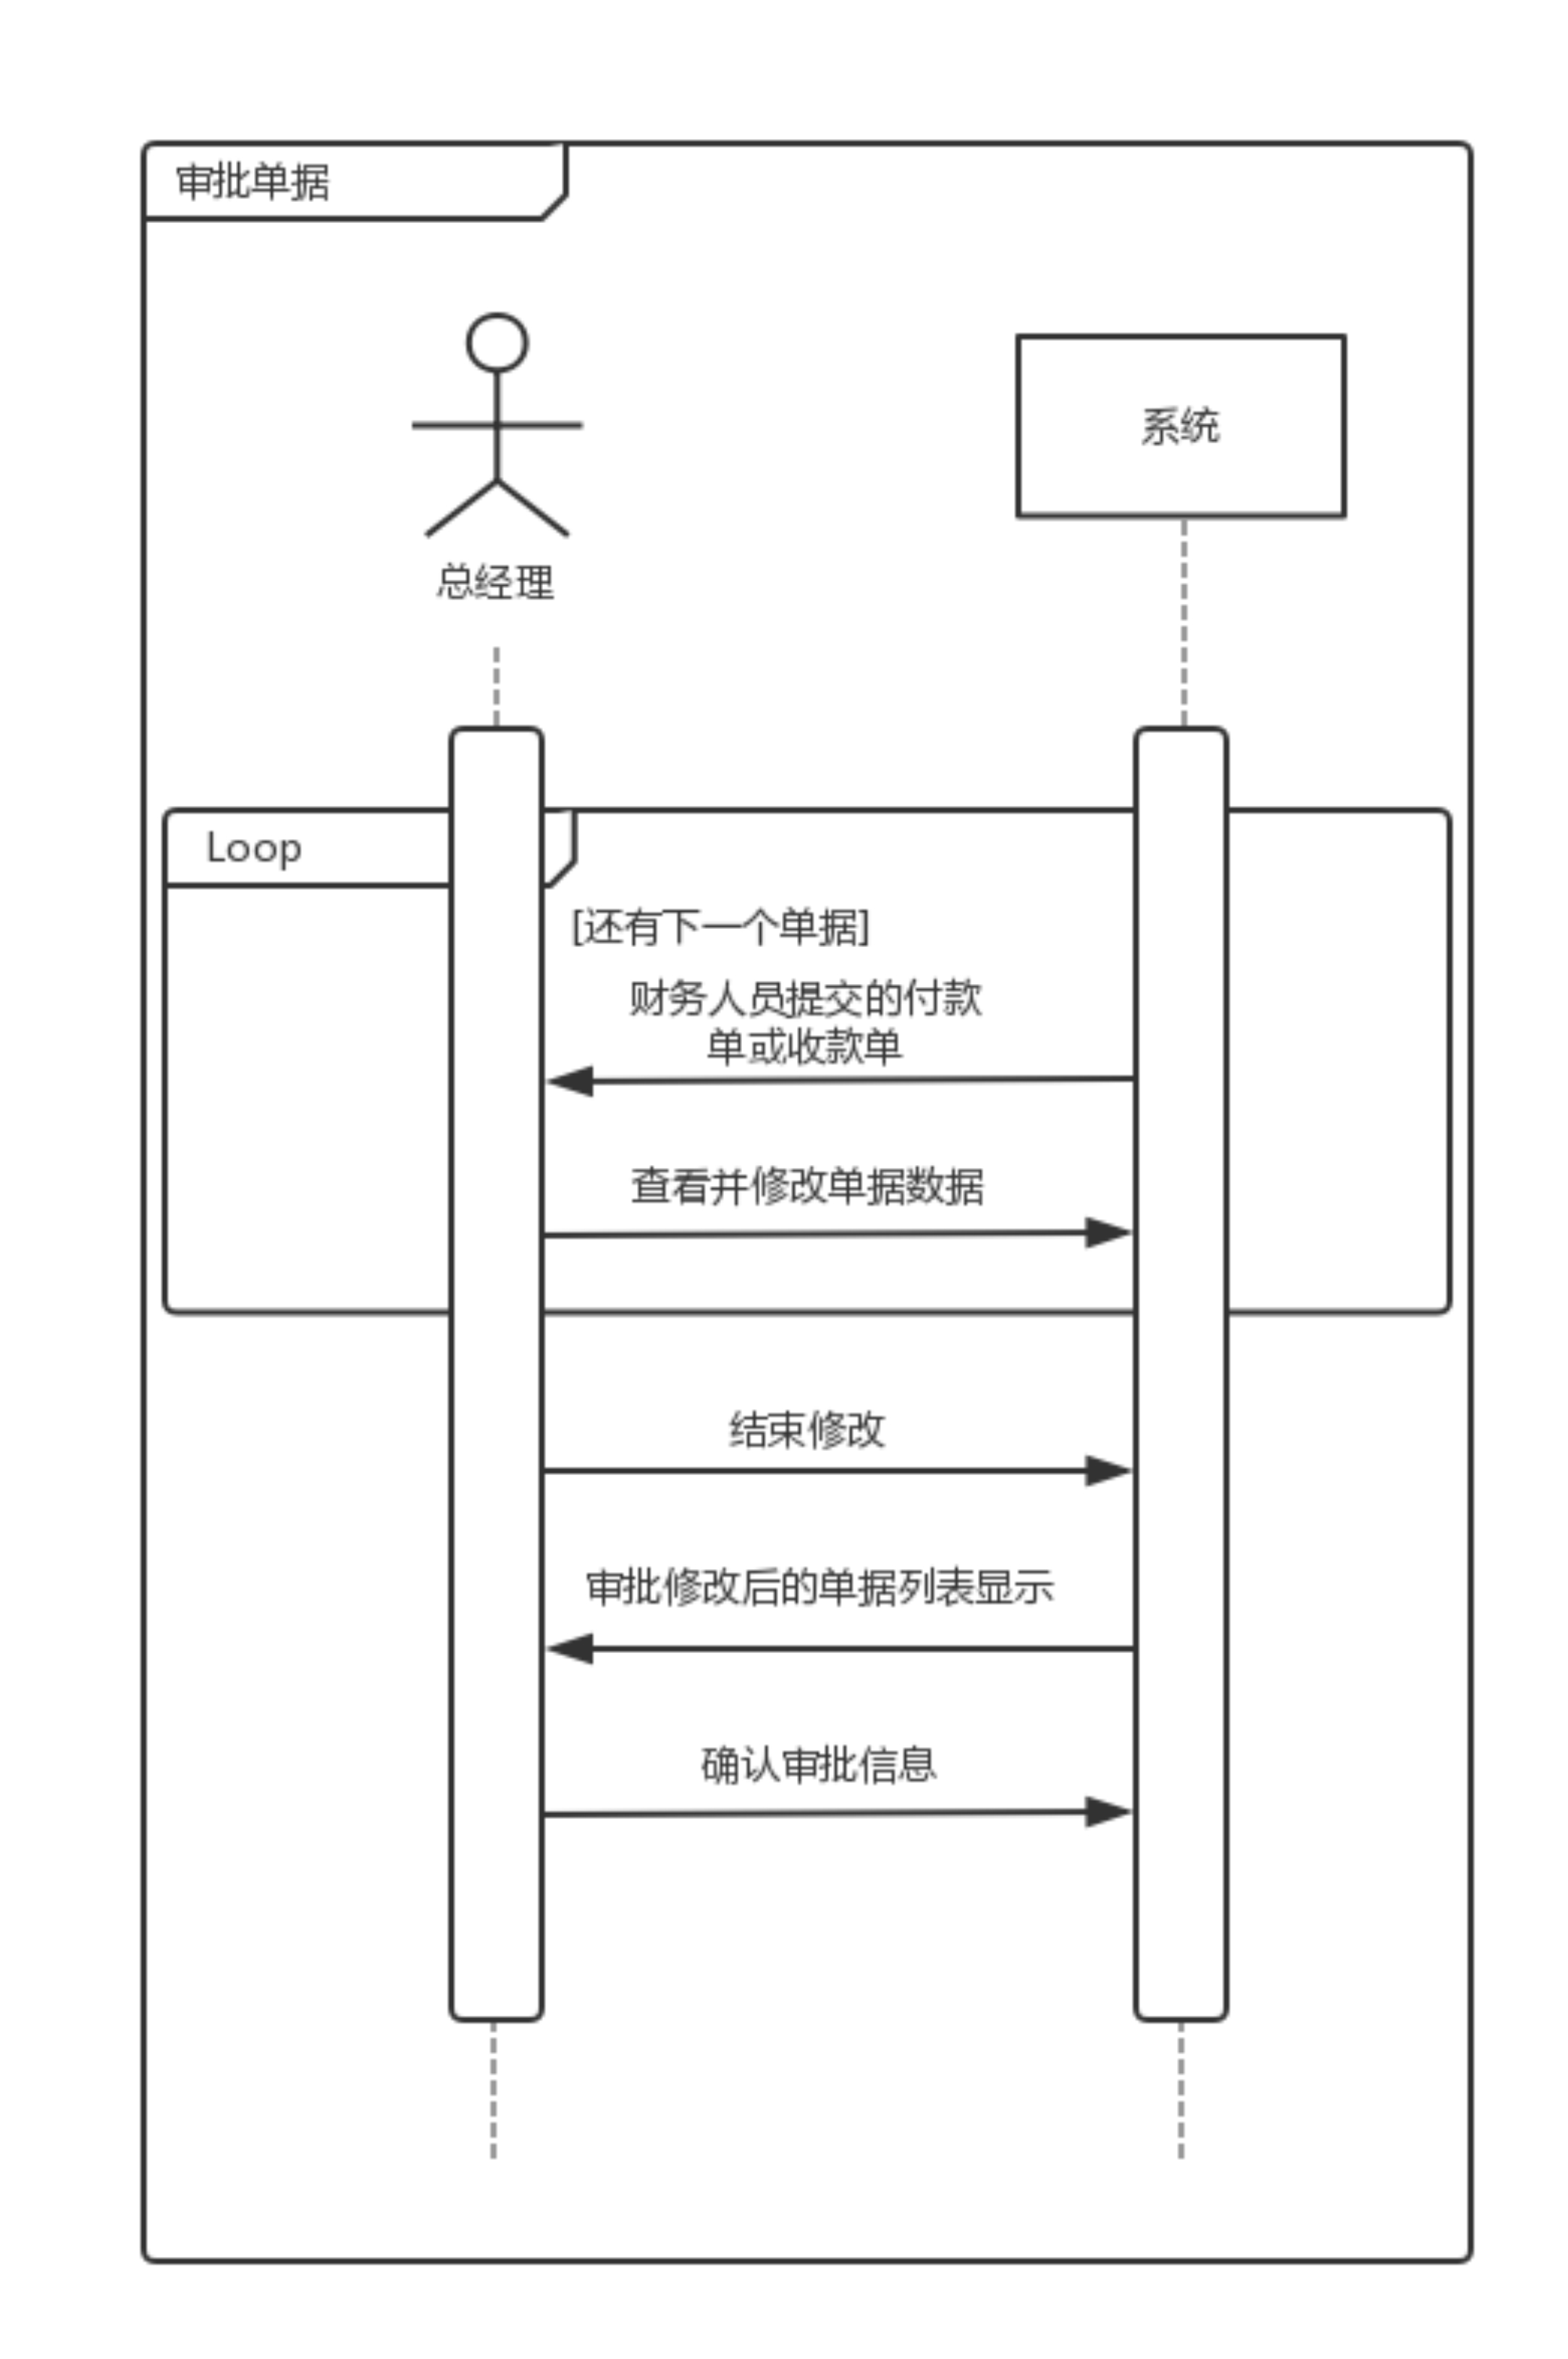 审批单据
系统
总经理
Loop
[还有下一个单据]
财务人员提交的付款
单或收款单
查看并修改单据数据
结束修改
审批修改后的单据列表显示
确认审批信息